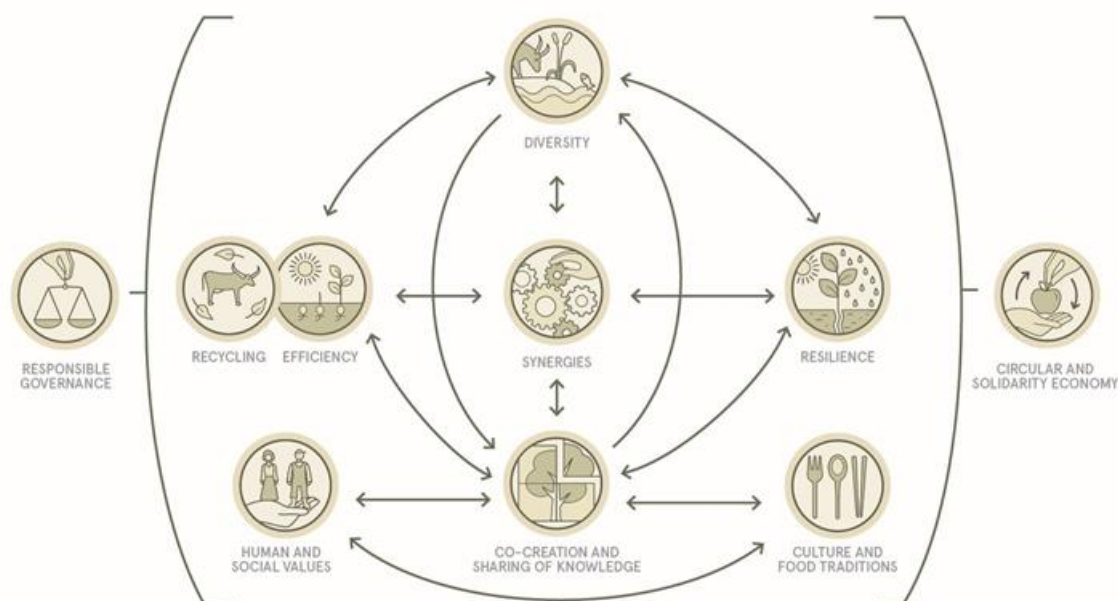 DIVERSITY
RECYCLING
EFFICIENCY
SYNERGIES
RESILIENCE
RESPONSIBLE
GOVERNANCE
CIRCULAR AND
SOLIDARITY ECONOMY
HUMAN AND
SOCIAL VALUES
CO-CREATION AND
SHARING OF KNOWLEDGE
CULTURE AND
FOOD TRADITIONS